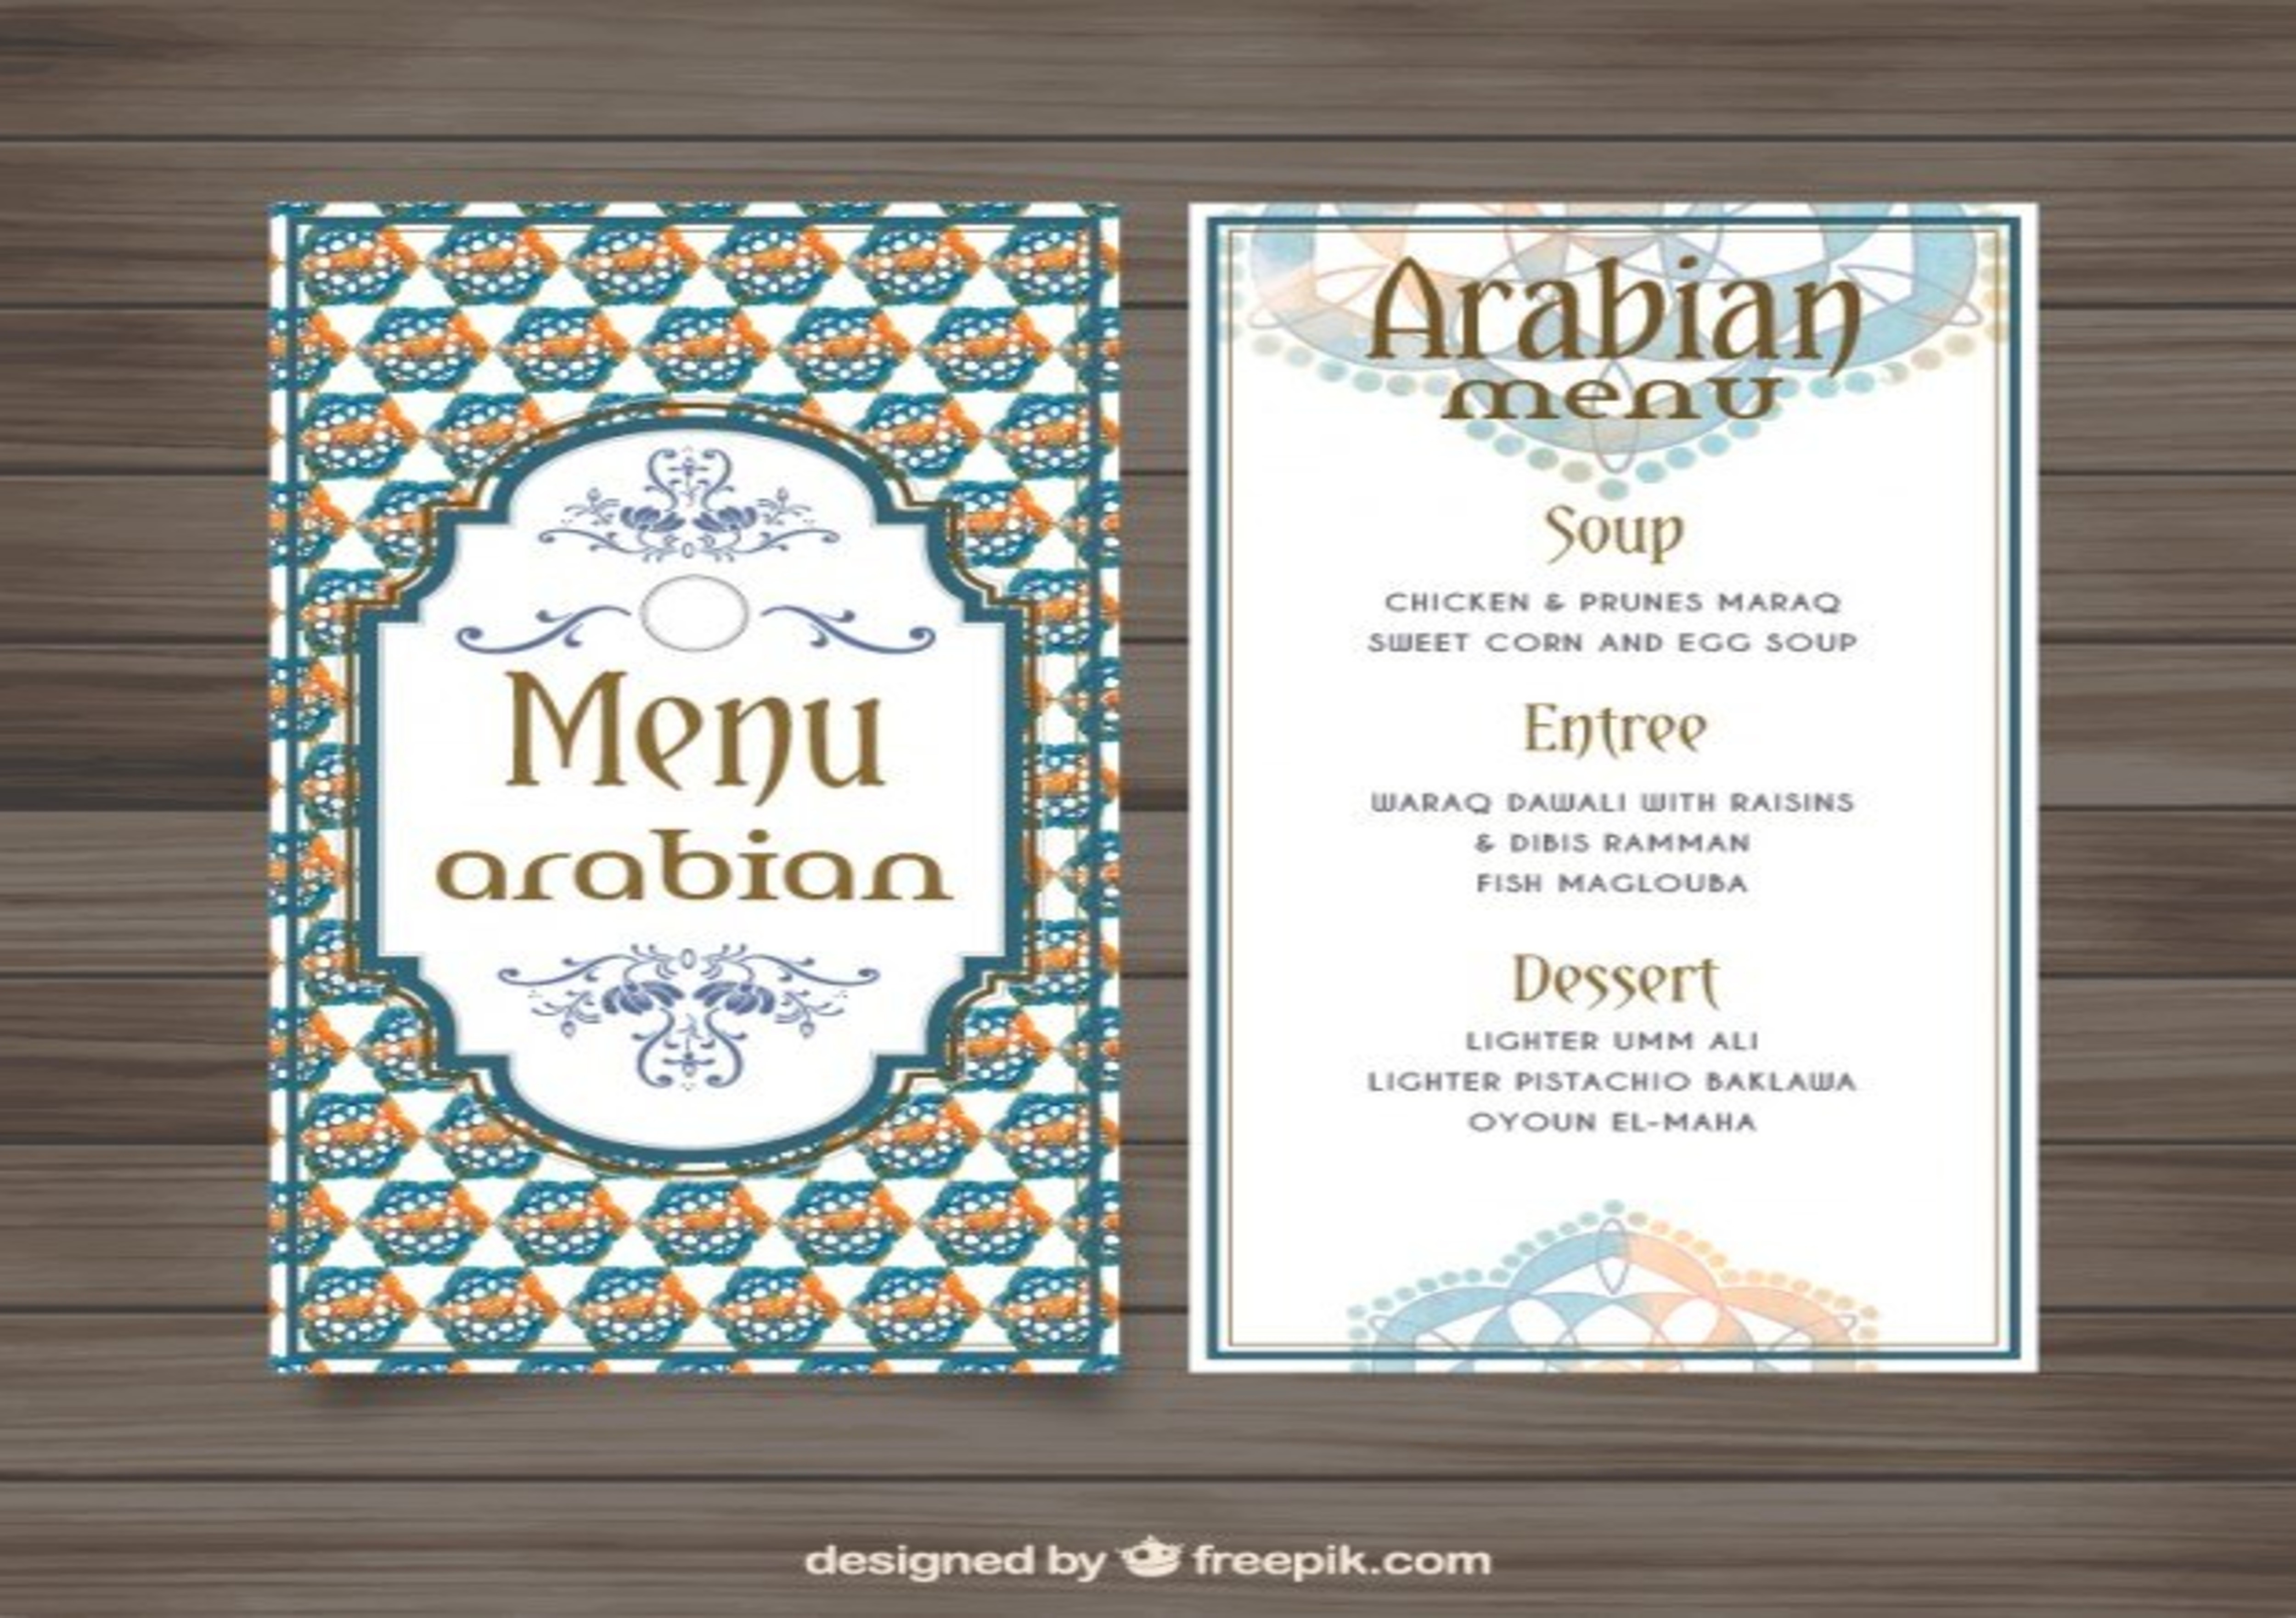 Menu
arabian
Arabian
menu
Soup
CHICKEN & PRUNES MARAQ
SWEET CORN AND EGG SOUP
Entree
WARAQ DAWALI WITH RAISINS
& DIBIS RAMMAN
FISH MAGLOUBA
Dessert
LIGHTER UMM ALI
LIGHTER PISTACHIO BAKLAWA
OYOUN EL-MAHA
designed by freepik.com